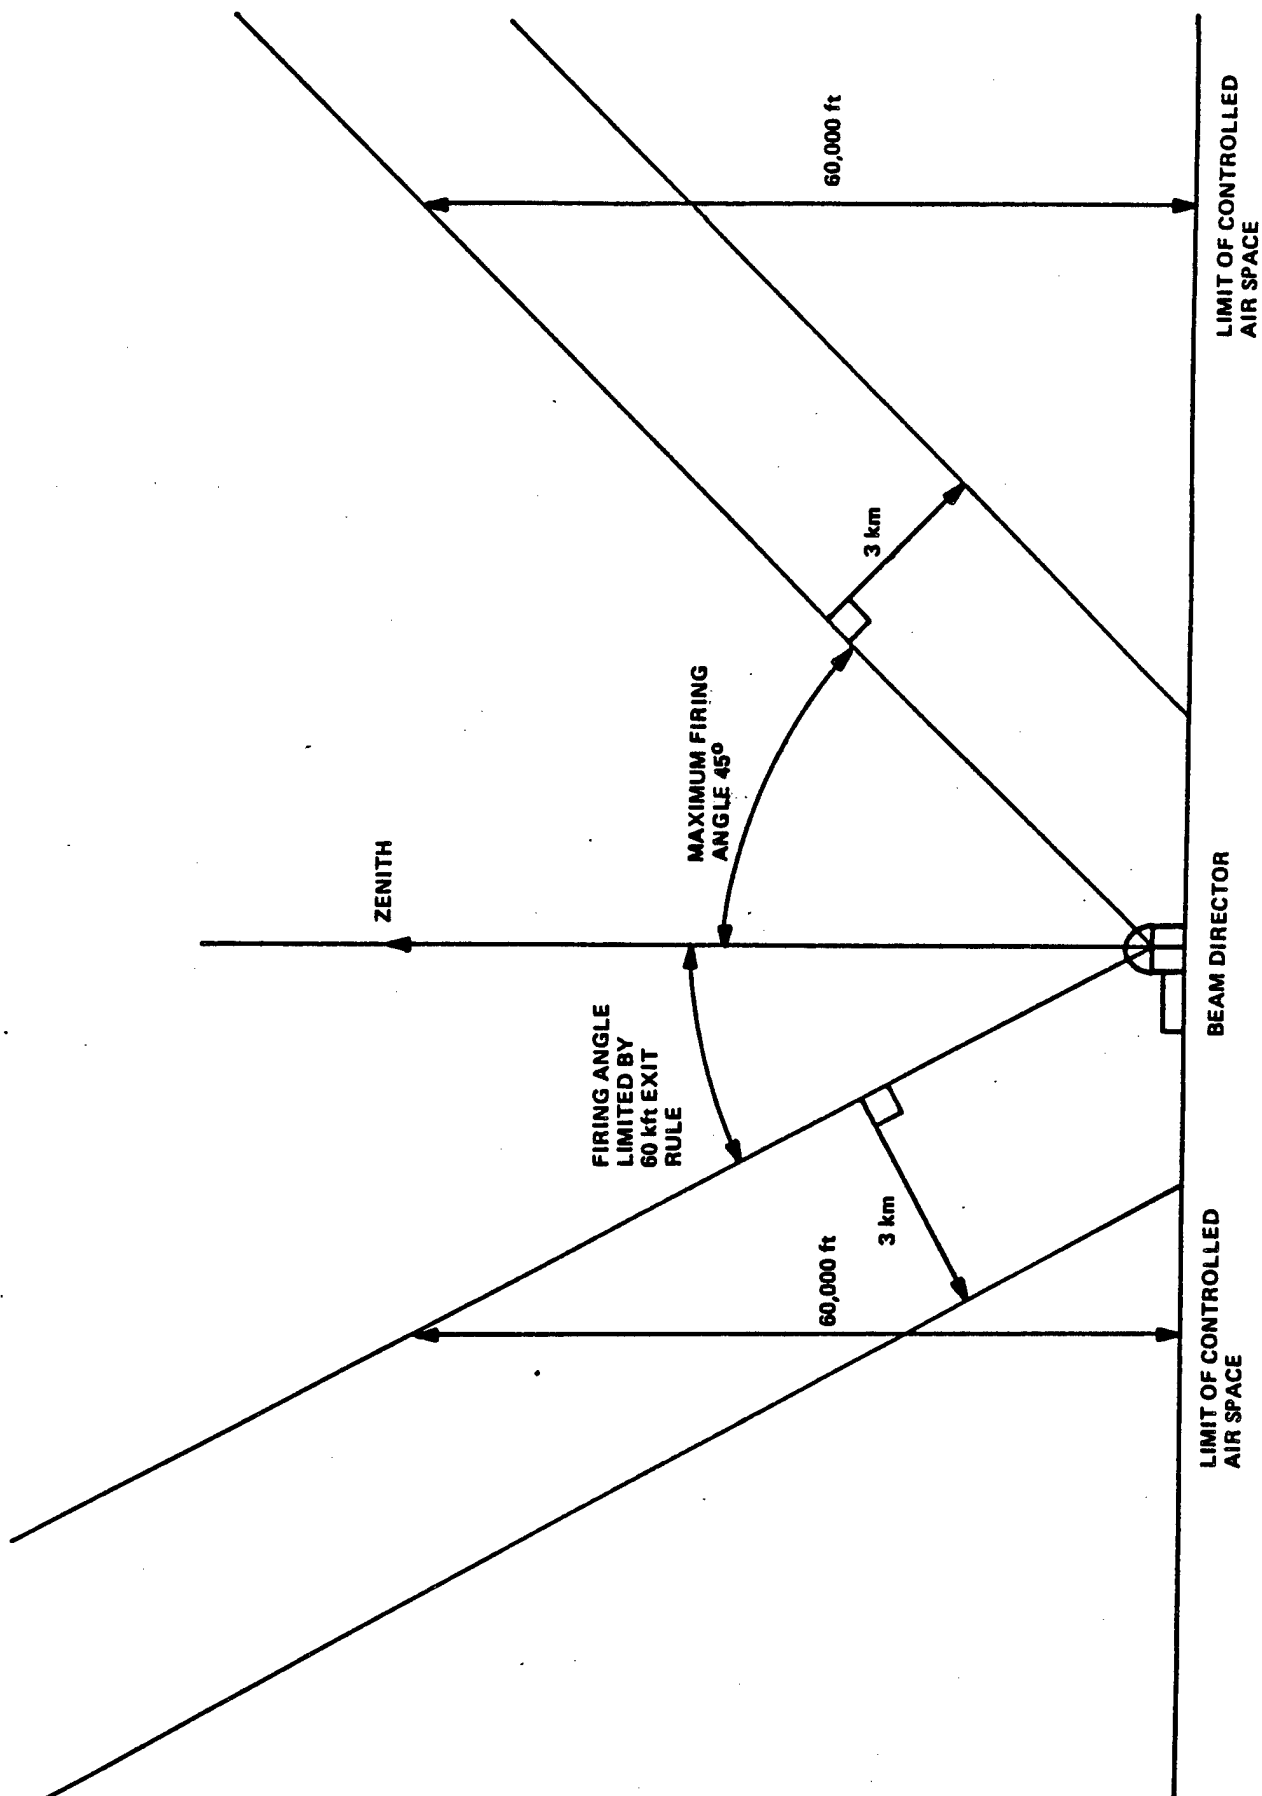 ZENITH
FIRING ANGLE
LIMITED BY
60 kft EXIT
RULE
MAXIMUM FIRING
ANGLE 45°
60,000 ft
3 km
3 km
60,000 ft
LIMIT OF CONTROLLED
AIR SPACE
BEAM DIRECTOR
LIMIT OF CONTROLLED
AIR SPACE